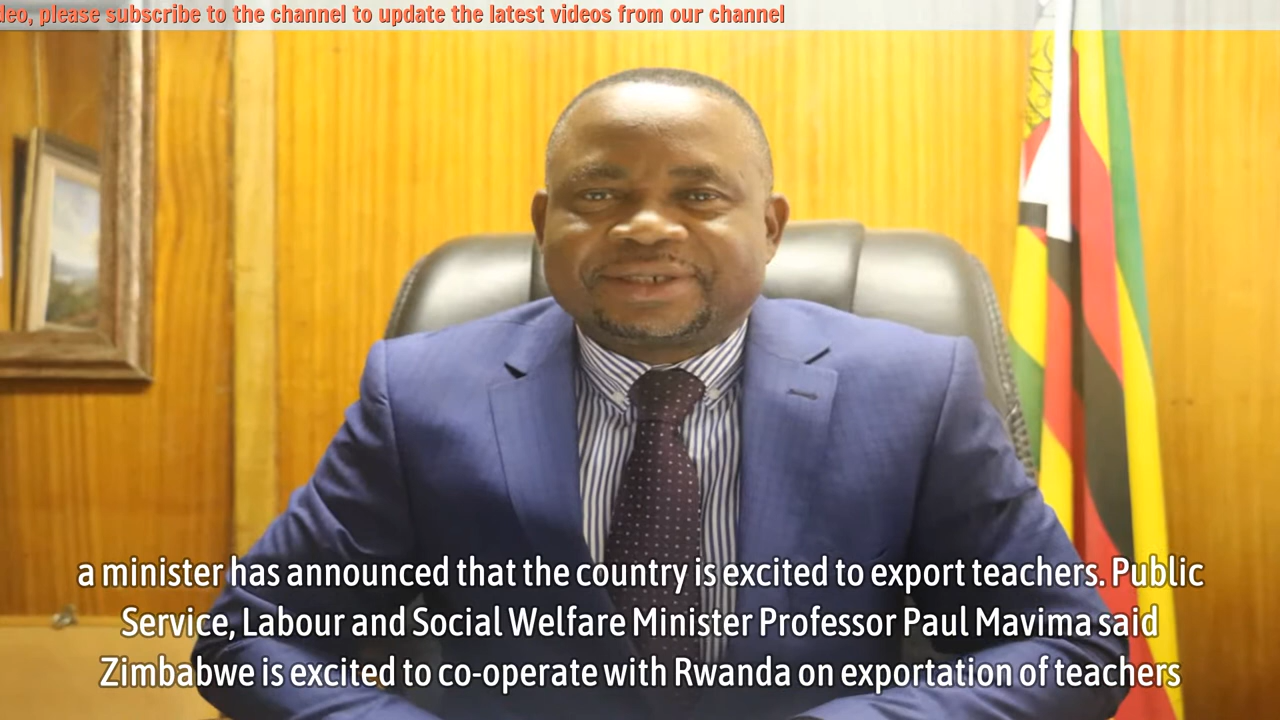 deo, please subscribe to the channel to update the latest videos from our channel
a minister has announced that the country is excited to export teachers. Public
Service, Labour and Social Welfare Minister Professor Paul Mavima said
Zimbabwe is excited to co-operate with Rwanda on exportation of teachers